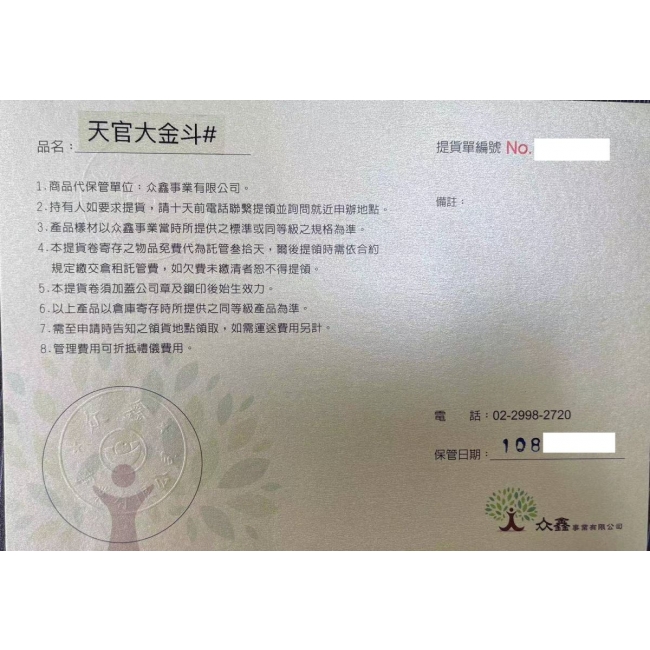 品名：天官大金斗#
提貨單編號 No.
1.商品代保管單位：众鑫事業有限公司。
2.持有人如要求提貨，請十天前電話聯繫提領並詢問就近申辦地點。
備註：
3.產品樣材以众鑫事業當時所提供之標準或同等級之規格為準。
4.本提貨卷寄存之物品免費代為託管叁拾天，爾後提領時需依合約
規定繳交倉租託管費，如欠費未繳清者恕不得提領。
5.本提貨卷須加蓋公司章及鋼印後始生效力。
6.以上產品以倉庫寄存時所提供之同等級產品為準。
7.需至申請時告知之領貨地點領取，如需運送費用另計。
8.管理費用可折抵禮儀費用。
電　話：02-2998-2720
保管日期：108
众鑫事業有限公司